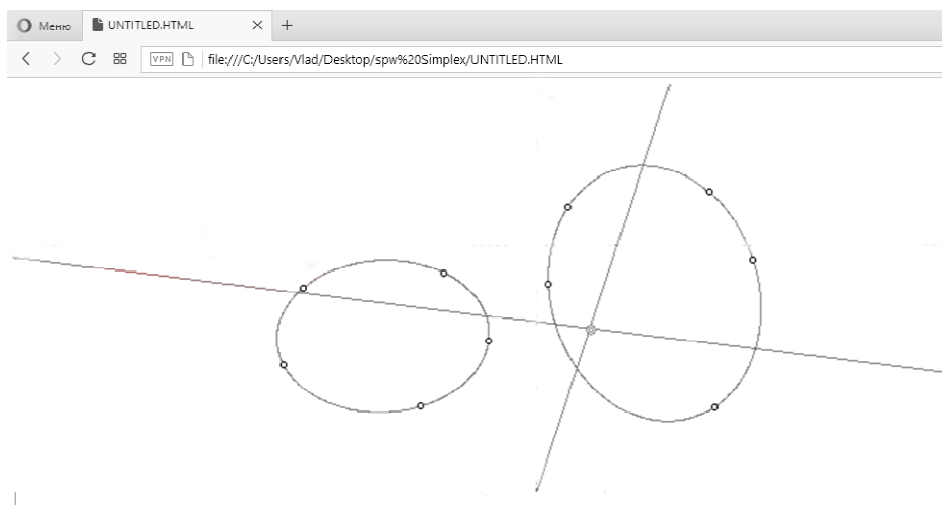 Меню
UNTITLED.HTML
VPN
file:///C:/Users/Vlad/Desktop/spw%20Simplex/UNTITLED.HTML